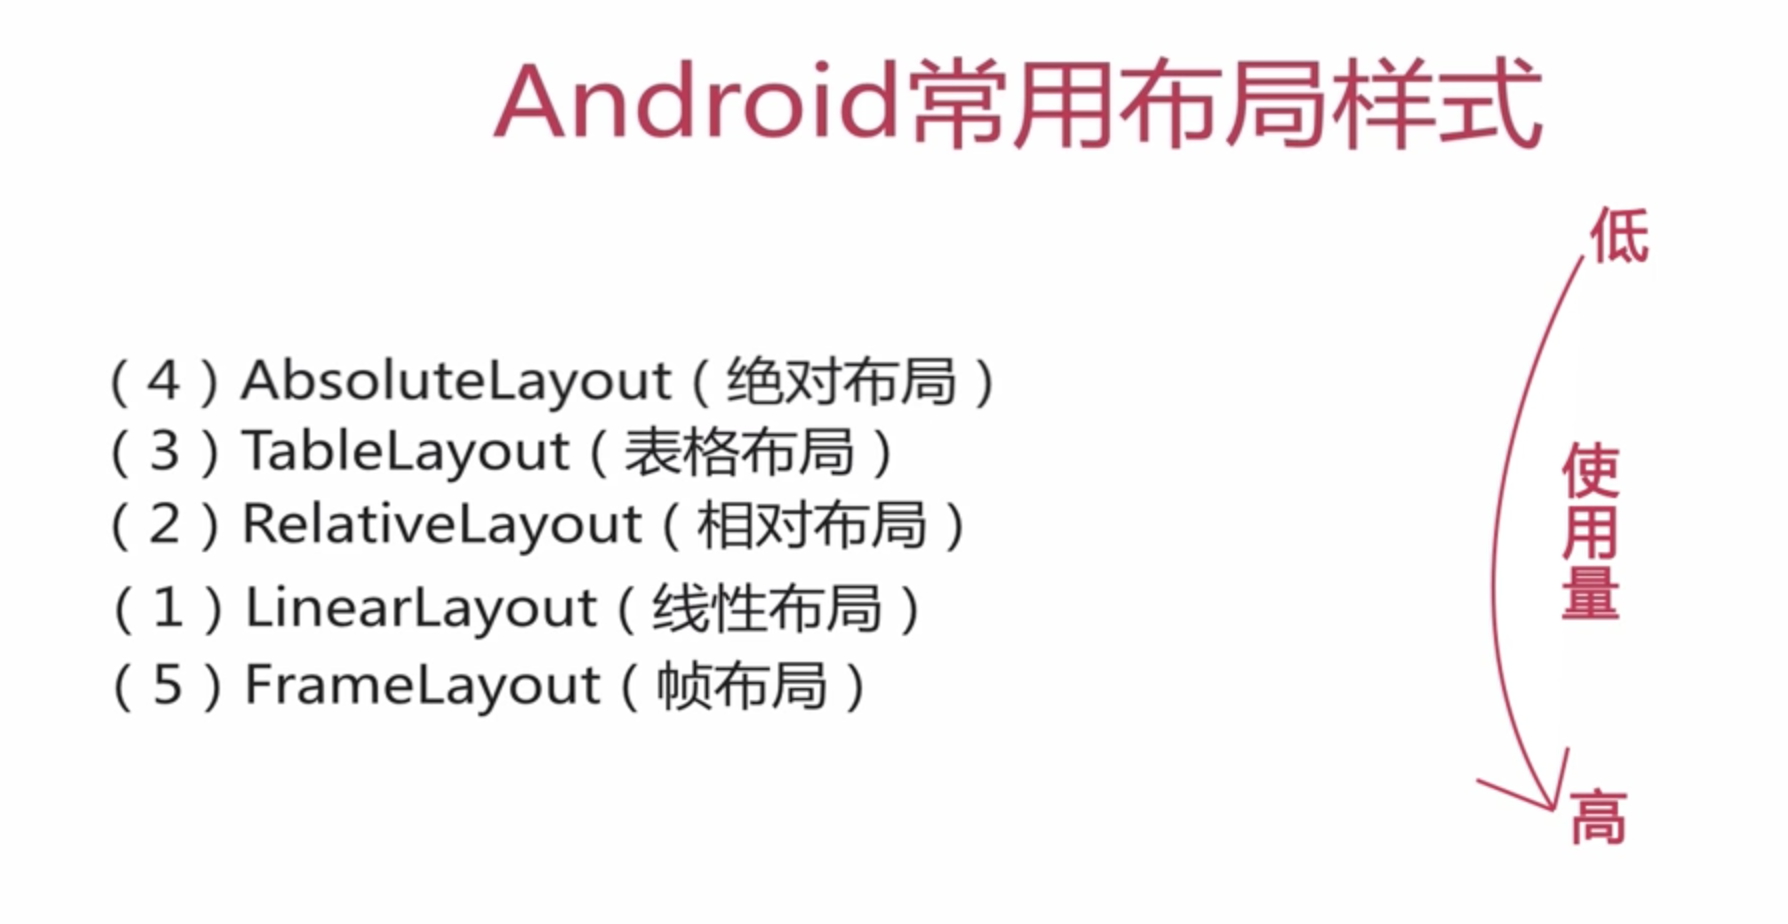 Android常用布局样式
低
（4）AbsoluteLayout（绝对布局）
（3）TableLayout（表格布局）
（2）RelativeLayout（相对布局）
（1）LinearLayout（线性布局）
（5）FrameLayout（帧布局）
使用量
高